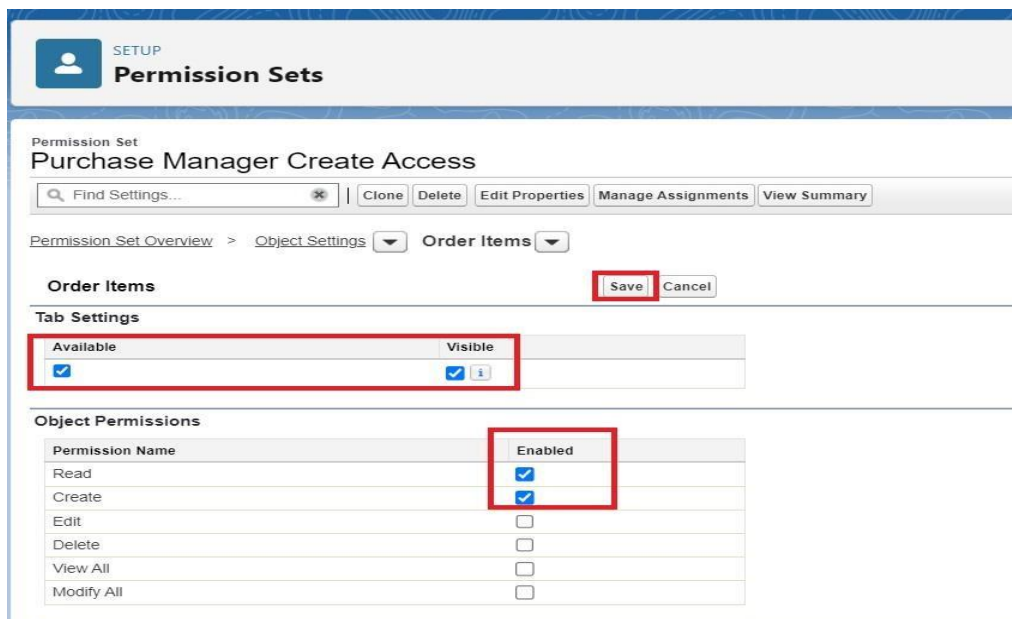 SETUP
Permission Sets
Permission Set
Purchase Manager Create Access
Find Settings... | Clone Delete Edit Properties Manage Assignments View Summary
Permission Set Overview > Object Settings Order Items
Order Items Save Cancel
Tab Settings
Available Visible
i
Object Permissions
Permission Name Enabled
Read
Create
Edit
Delete
View All
Modify All